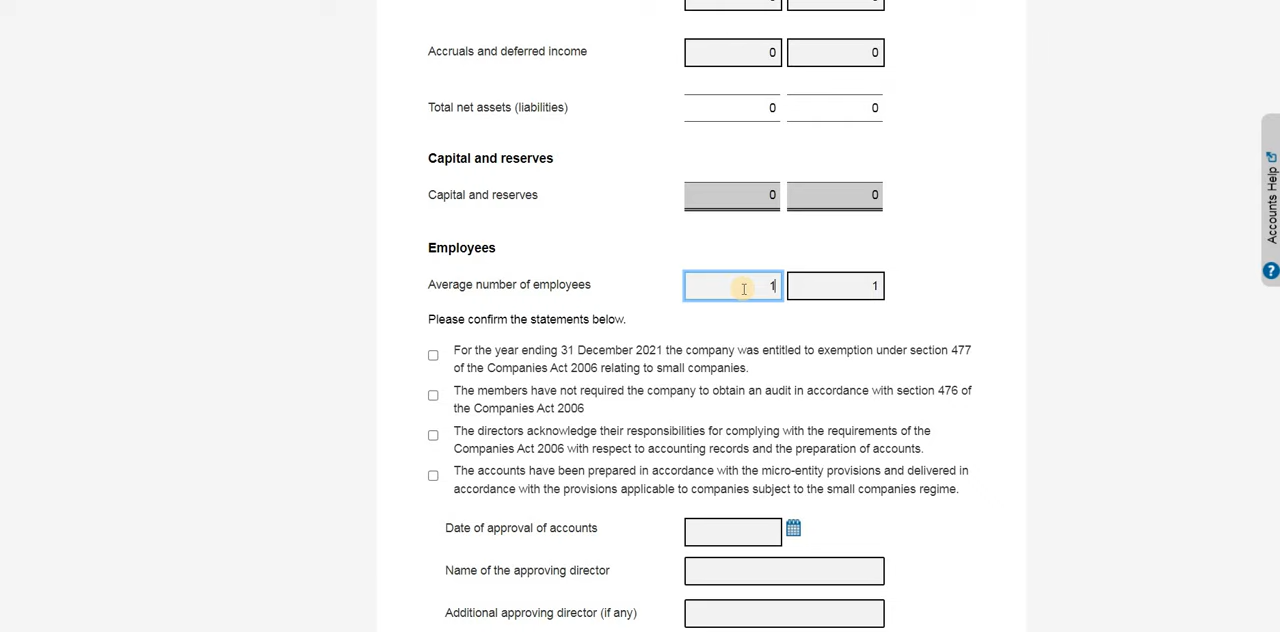 Accruals and deferred income 0 0
Total net assets (liabilities) 0 0
Capital and reserves
Capital and reserves 0 0
Employees
Average number of employees 1 1
Please confirm the statements below.
For the year ending 31 December 2021 the company was entitled to exemption under section 477
of the Companies Act 2006 relating to small companies.
The members have not required the company to obtain an audit in accordance with section 476 of
the Companies Act 2006
The directors acknowledge their responsibilities for complying with the requirements of the
Companies Act 2006 with respect to accounting records and the preparation of accounts.
The accounts have been prepared in accordance with the micro-entity provisions and delivered in
accordance with the provisions applicable to companies subject to the small companies regime.
Date of approval of accounts
Name of the approving director
Additional approving director (if any)
Accounts Help
?